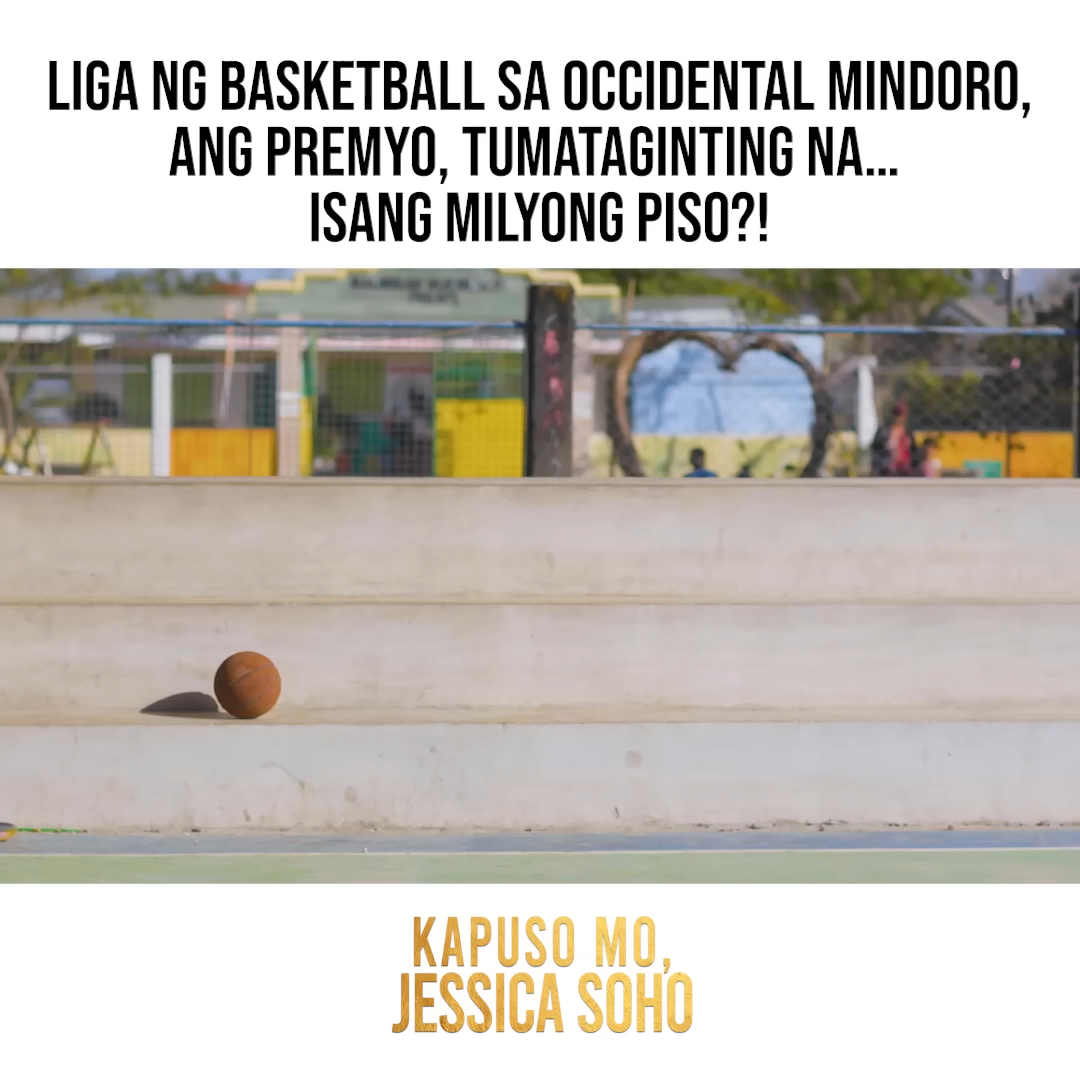 LIGA NG BASKETBALL SA OCCIDENTAL MINDORO,
ANG PREMYO, TUMATAGINTING NA...
ISANG MILYONG PISO?!
KAPUSO MO,
JESSICA SOHO